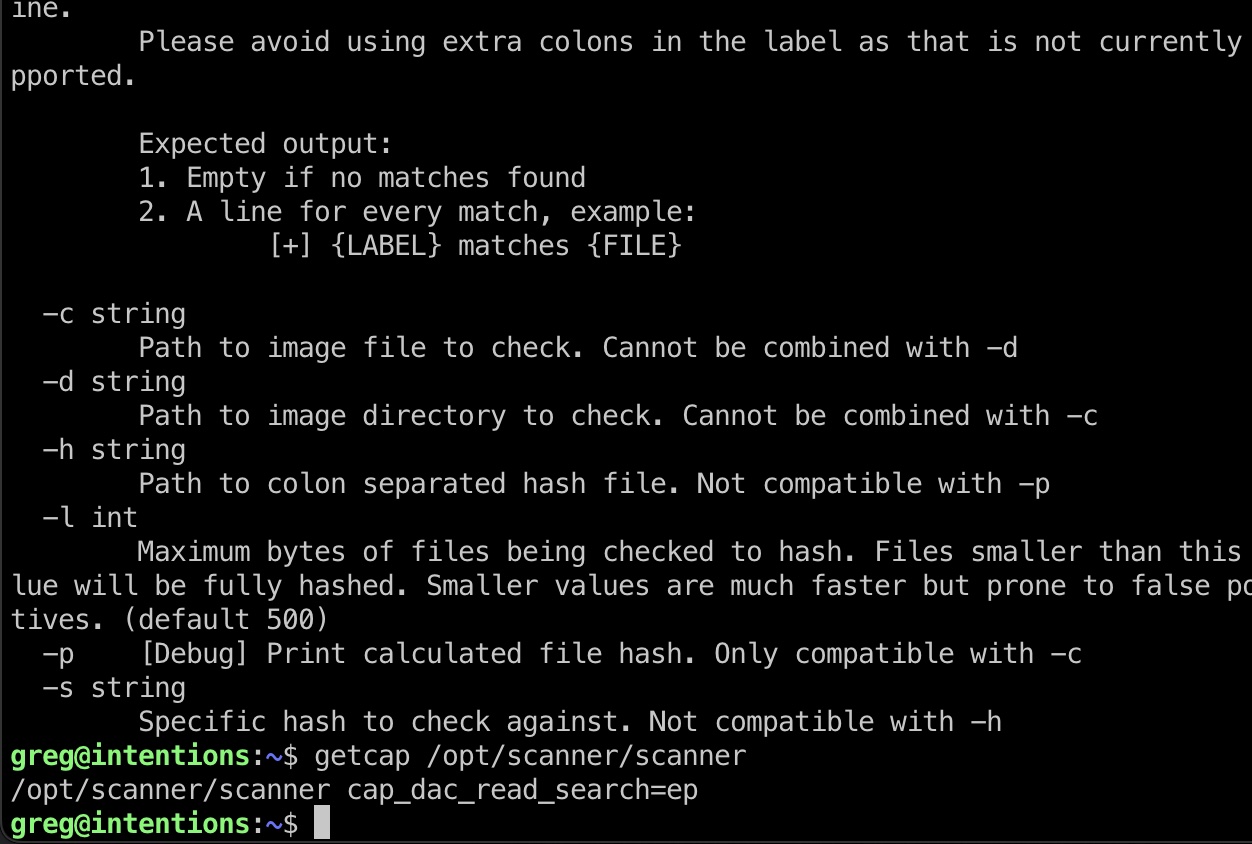 ine.
Please avoid using extra colons in the label as that is not currently
pported.
Expected output:
1. Empty if no matches found
2. A line for every match, example:
[+] {LABEL} matches {FILE}
-c string
Path to image file to check. Cannot be combined with -d
-d string
Path to image directory to check. Cannot be combined with -c
-h string
Path to colon separated hash file. Not compatible with -p
-l int
Maximum bytes of files being checked to hash. Files smaller than this
lue will be fully hashed. Smaller values are much faster but prone to false po
tives. (default 500)
-p [Debug] Print calculated file hash. Only compatible with -c
-s string
Specific hash to check against. Not compatible with -h
greg@intentions:~$ getcap /opt/scanner/scanner
/opt/scanner/scanner cap_dac_read_search=ep
greg@intentions:~$